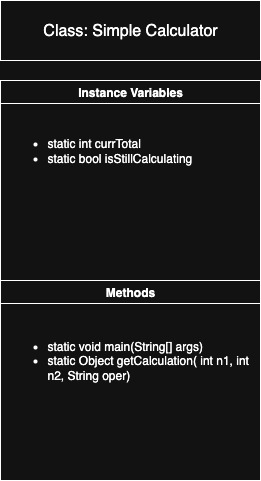 Class: Simple Calculator
Instance Variables
• static int currTotal
• static bool isStillCalculating
Methods
• static void main(String[] args)
• static Object getCalculation( int n1, int
n2, String oper)